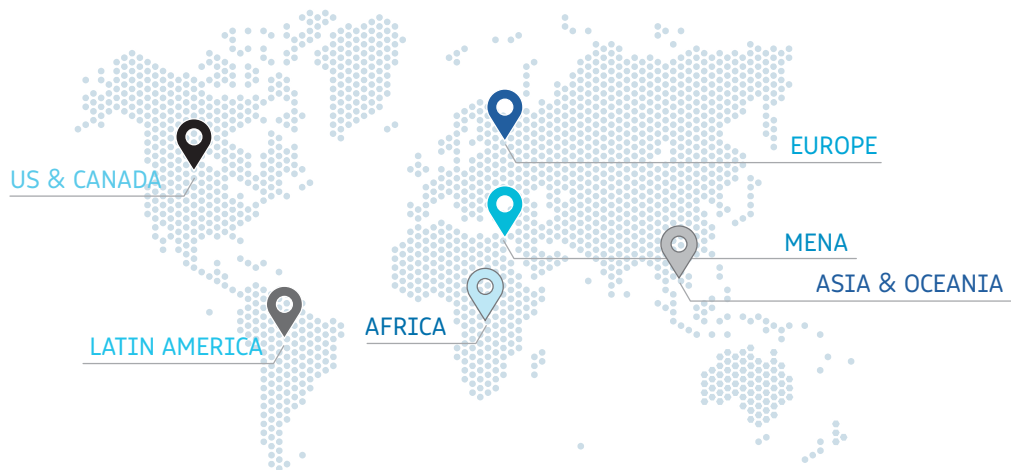 EUROPE
US & CANADA
MENA
ASIA & OCEANIA
AFRICA
LATIN AMERICA